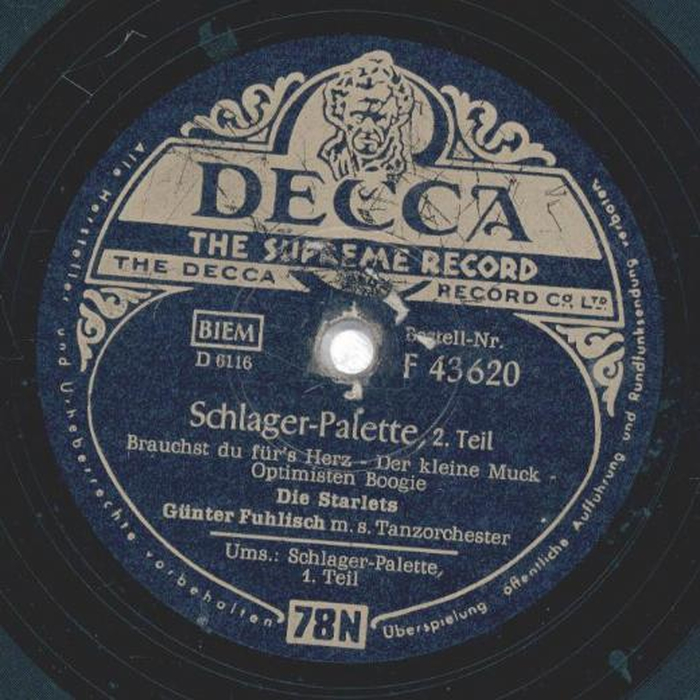 DECCA
THE SUPREME RECORD
THE DECCA RECORD CO. LTD.
BIEM
D 6116
Bestell-Nr.
F 43620
Schlager-Palette, 2. Teil
Brauchst du für's Herz - Der kleine Muck -
Optimisten Boogie
Die Starlets
Günter Fuhlisch m. s. Tanzorchester
Ums.: Schlager-Palette,
1. Teil
78N
Alle Hersteller und Urheberrechte vorbehalten
Überspielung öffentliche Aufführung und Rundfunksendung verboten.